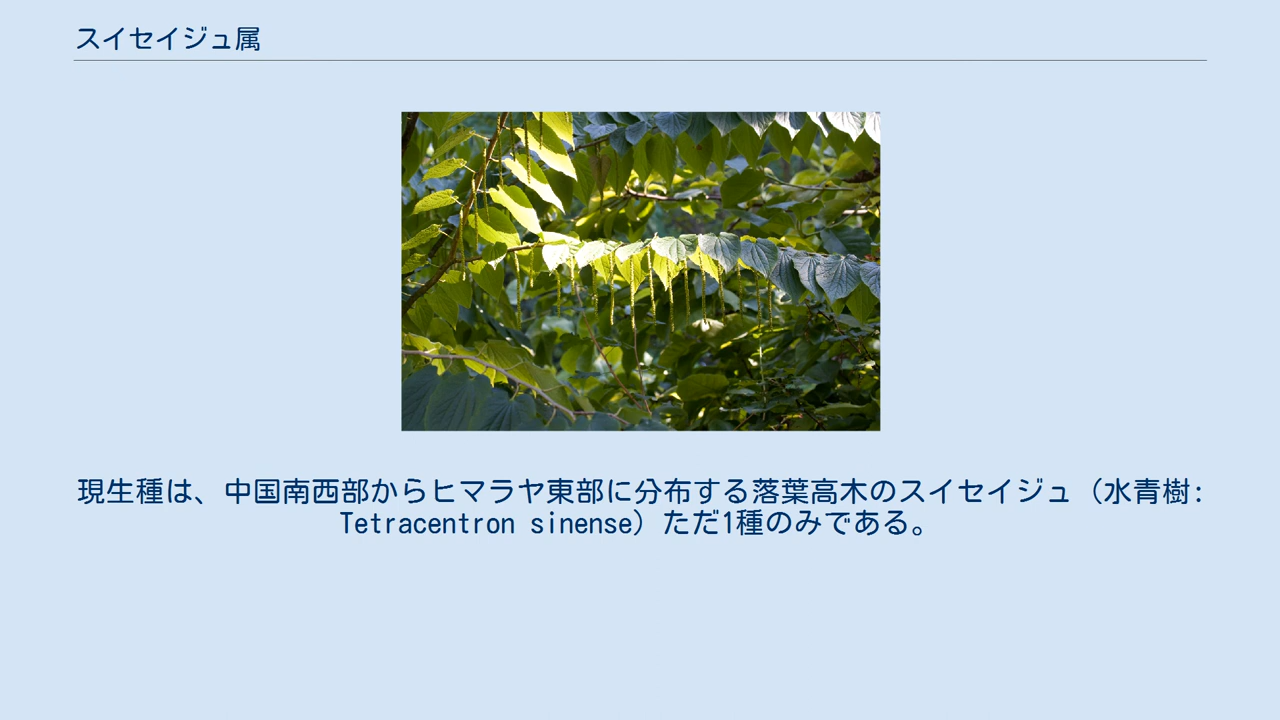 スイセイジュ属
現生種は、中国南西部からヒマラヤ東部に分布する落葉高木のスイセイジュ（水青樹:
Tetracentron sinense）ただ1種のみである。